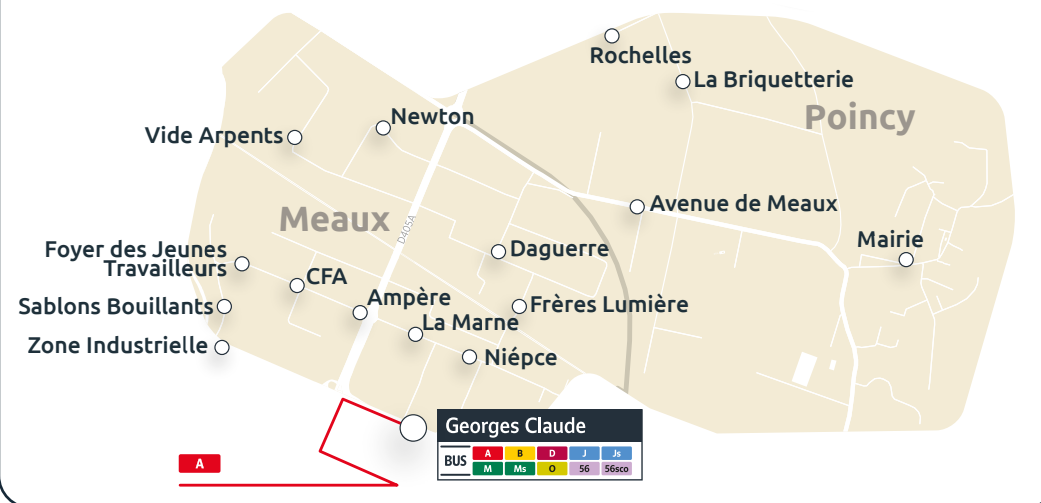 Rochelles
La Briquetterie
Poincy
Newton
Vide Arpents
Avenue de Meaux
Meaux
D405A
Mairie
Daguerre
Foyer des Jeunes
Travailleurs
CFA
Ampère
Frères Lumière
Sablons Bouillants
La Marne
Zone Industrielle
Niépce
Georges Claude
BUS
A B D J Js
M Ms O 56 56sco
A